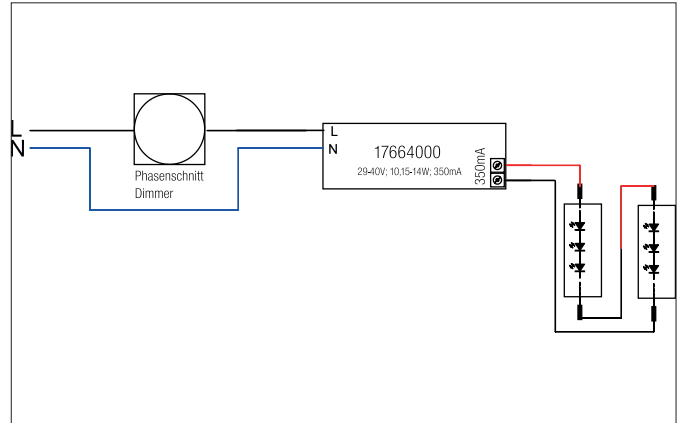 L
N
Phasenschnitt
Dimmer
L
N
17664000
29-40V; 10,15-14W; 350mA
350mA